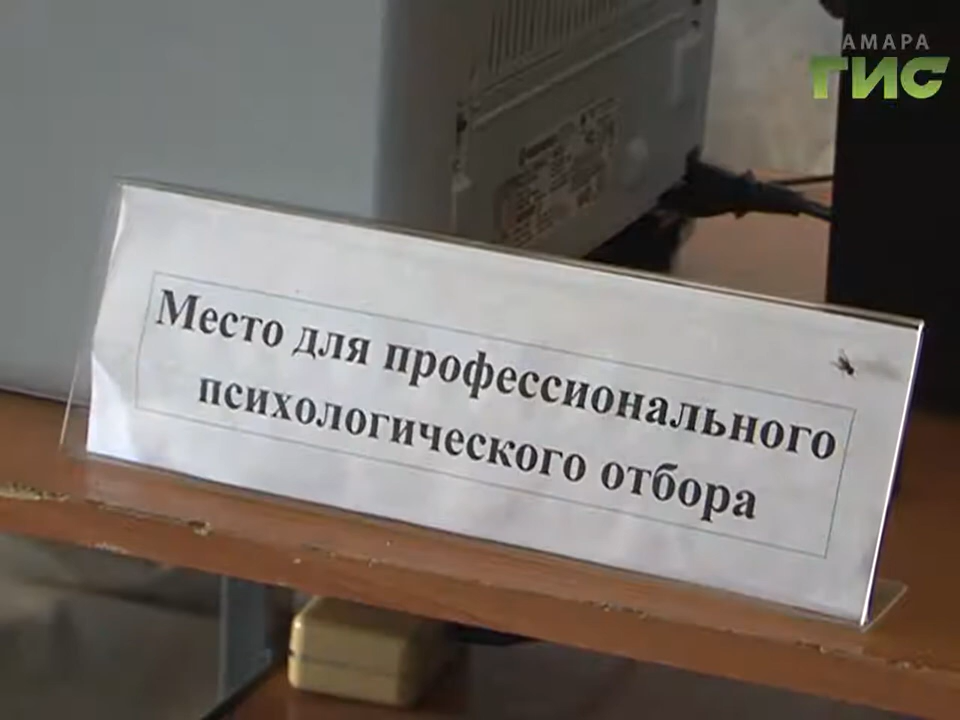 АМАРА
ГИС
Место для профессионального
психологического отбора